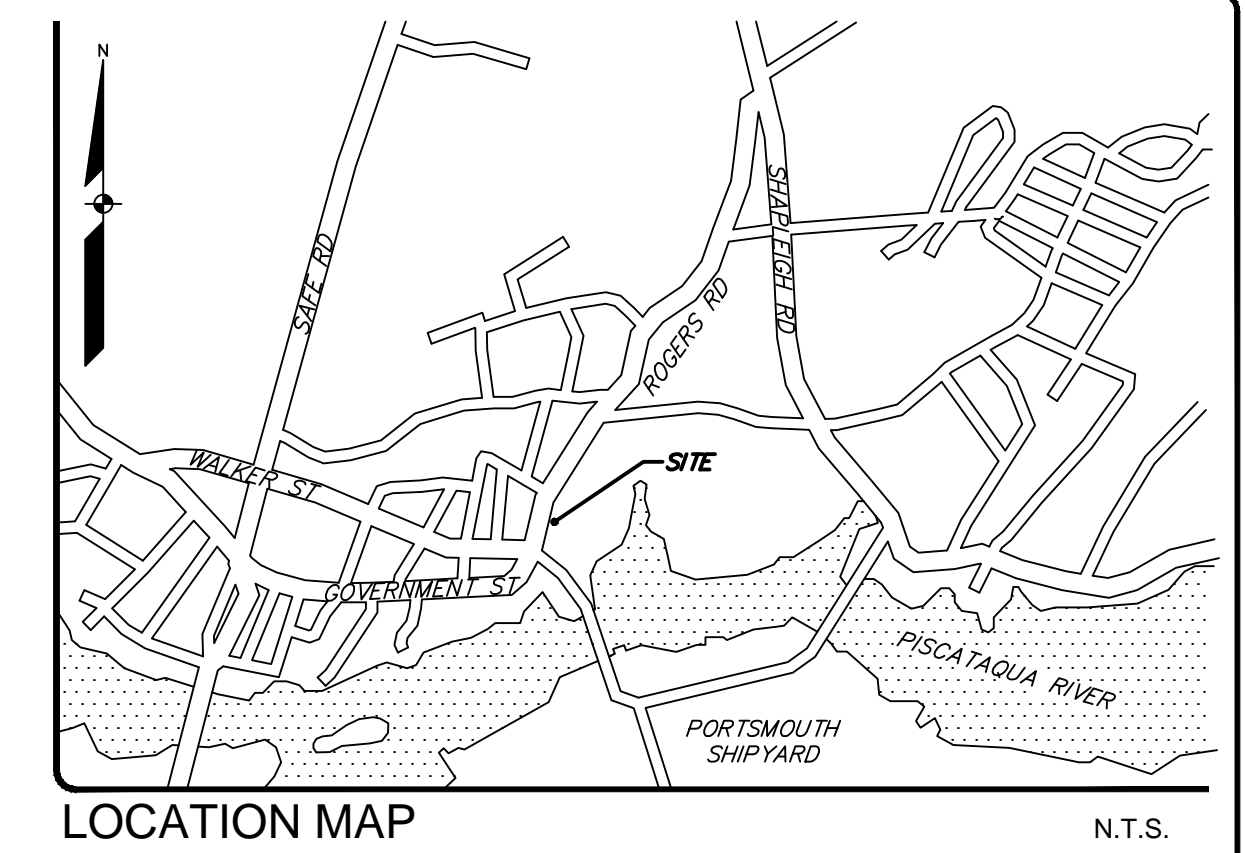 N
SAFE RD
SHAPLEIGH RD
ROGERS RD
WALKER ST
SITE
GOVERNMENT ST
PISCATAQUA RIVER
PORTSMOUTH
SHIPYARD
LOCATION MAP
N.T.S.